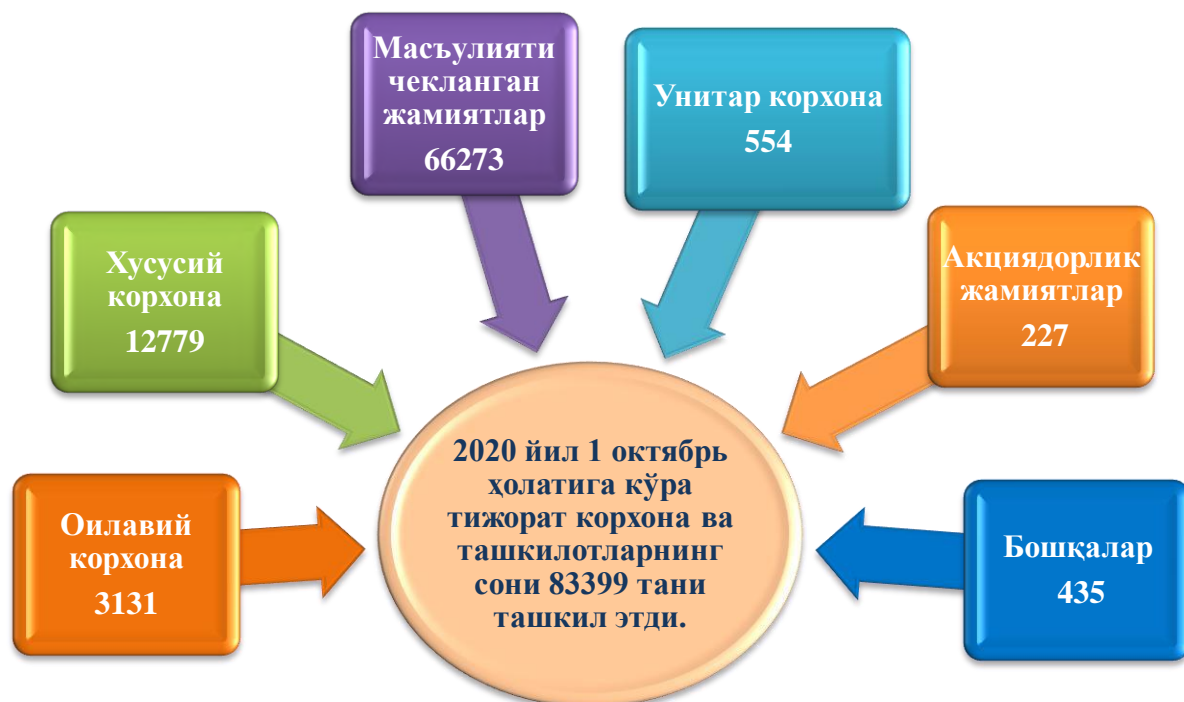 Масъулияти
чекланган
жамиятлар
66273
Унитар корхона
554
Хусусий
корхона
12779
Акциядорлик
жамиятлар
227
Оилавий
корхона
3131
2020 йил 1 октябрь
ҳолатига кўра
тижорат корхона ва
ташкилотларнинг
сони 83399 тани
ташкил этди.
Бошқалар
435